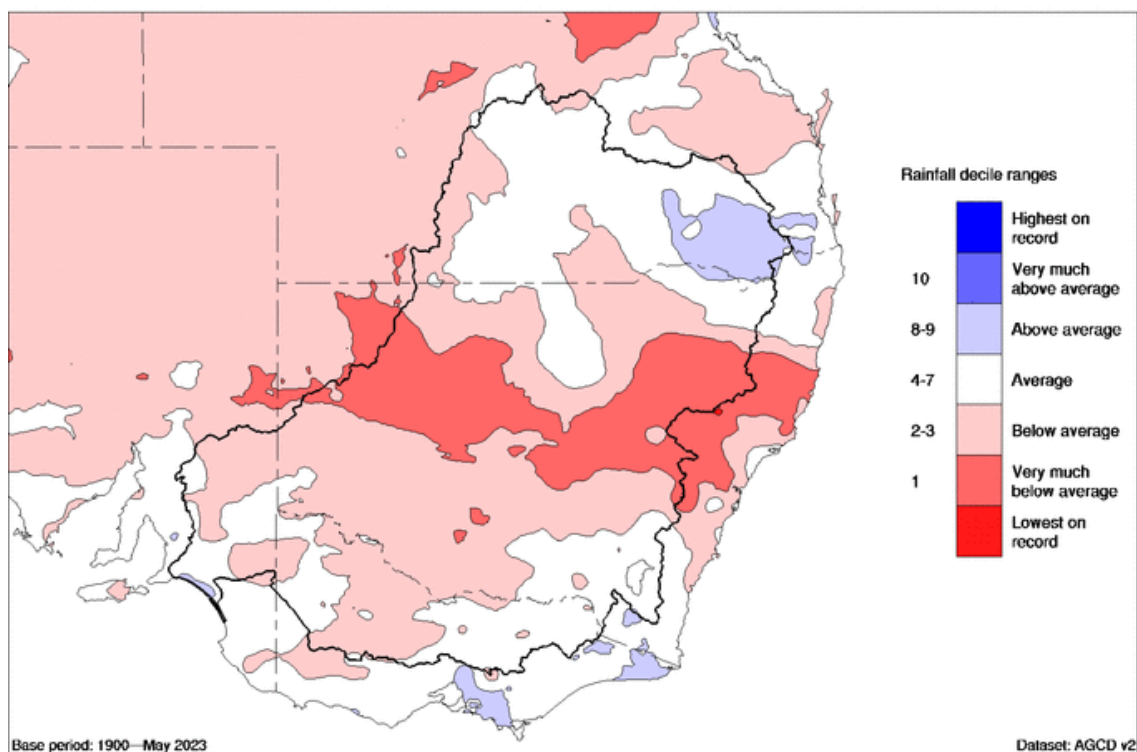 Rainfall decile ranges
Highest on
record
10
Very much
above average
8-9
Above average
4-7
Average
2-3
Below average
1
Very much
below average
Lowest on
record
Base period: 1900—May 2023
Dataset: AGCD v2